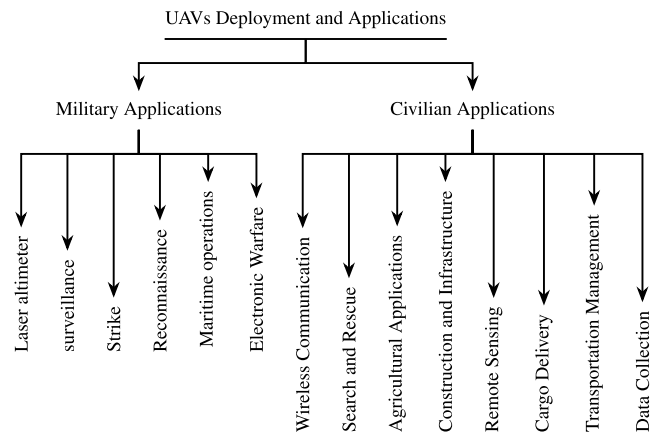 UAVs Deployment and Applications
Military Applications
Civilian Applications
Laser altimeter
surveillance
Strike
Reconnaissance
Maritime operations
Electronic Warfare
Wireless Communication
Search and Rescue
Agricultural Applications
Construction and Infrastructure
Remote Sensing
Cargo Delivery
Transportation Management
Data Collection